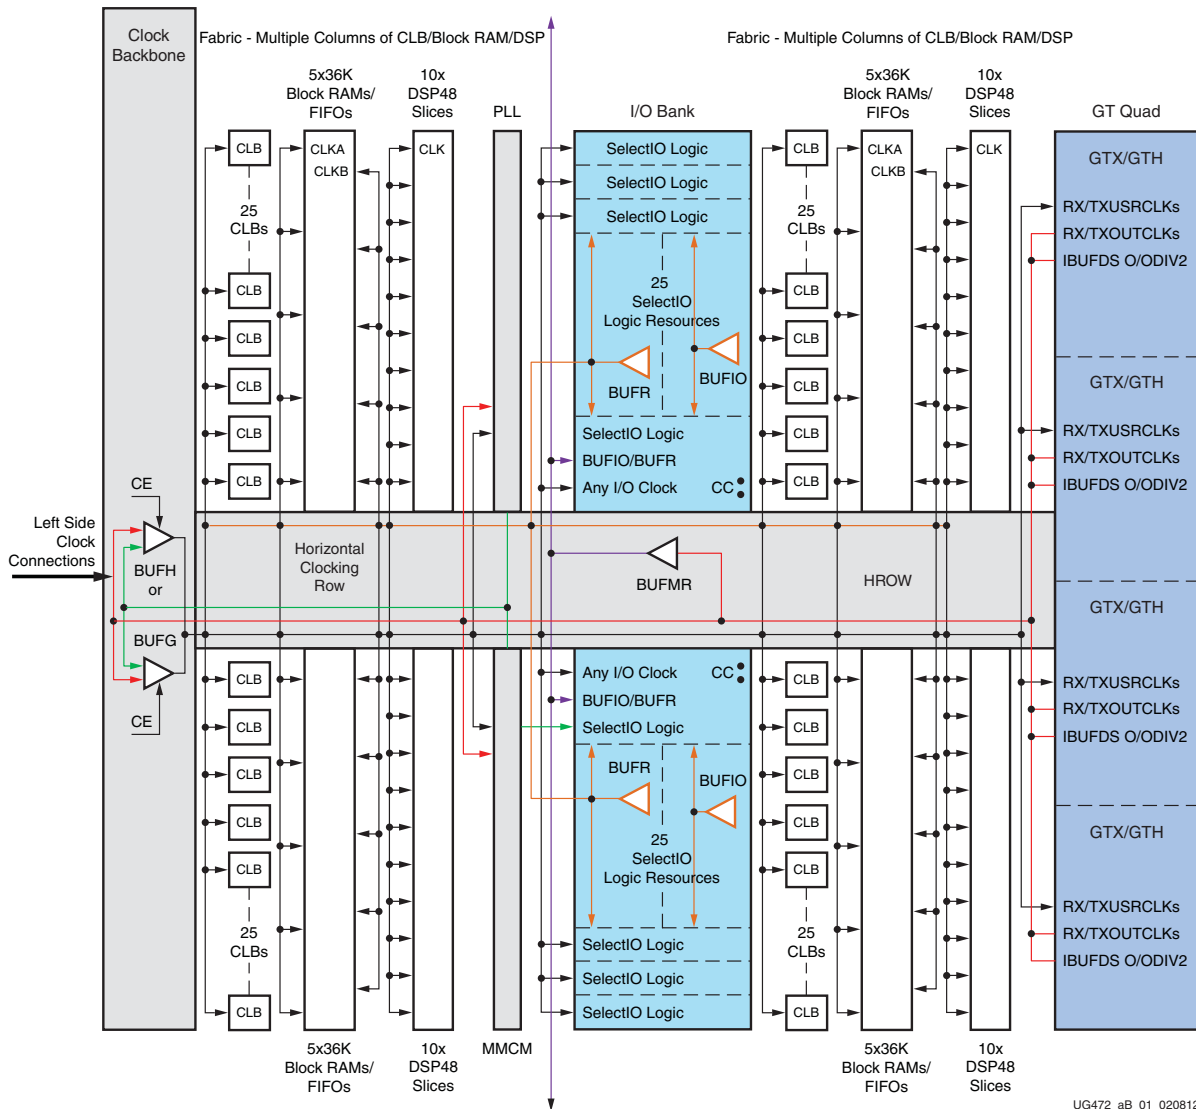 Clock
Backbone
Fabric - Multiple Columns of CLB/Block RAM/DSP
Fabric - Multiple Columns of CLB/Block RAM/DSP
5x36K
Block RAMs/
FIFOs
10x
DSP48
Slices
PLL
I/O Bank
5x36K
Block RAMs/
FIFOs
10x
DSP48
Slices
GT Quad
CLB
CLKA
CLKB
CLK
SelectIO Logic
SelectIO Logic
SelectIO Logic
CLB
CLKA
CLKB
CLK
GTX/GTH
25
CLBs
25
CLBs
RX/TXUSRCLKs
RX/TXOUTCLKs
IBUFDS O/ODIV2
CLB
25
SelectIO
Logic Resources
CLB
CLB
CLB
BUFR
BUFIO
CLB
CLB
GTX/GTH
CLB
SelectIO Logic
CLB
RX/TXUSRCLKs
BUFIO/BUFR
RX/TXOUTCLKs
CLB
Any I/O Clock
CC
CLB
IBUFDS O/ODIV2
CE
Left Side
Clock
Connections
BUFH
or
BUFG
Horizontal
Clocking
Row
BUFMR
HROW
GTX/GTH
CE
CLB
Any I/O Clock
CC
CLB
RX/TXUSRCLKs
BUFIO/BUFR
RX/TXOUTCLKs
CLB
SelectIO Logic
CLB
IBUFDS O/ODIV2
CLB
BUFR
BUFIO
CLB
CLB
CLB
GTX/GTH
25
SelectIO
Logic Resources
CLB
CLB
25
CLBs
25
CLBs
RX/TXUSRCLKs
RX/TXOUTCLKs
IBUFDS O/ODIV2
SelectIO Logic
SelectIO Logic
SelectIO Logic
CLB
CLB
5x36K
Block RAMs/
FIFOs
10x
DSP48
Slices
MMCM
5x36K
Block RAMs/
FIFOs
10x
DSP48
Slices
UG472_aB_01_020812